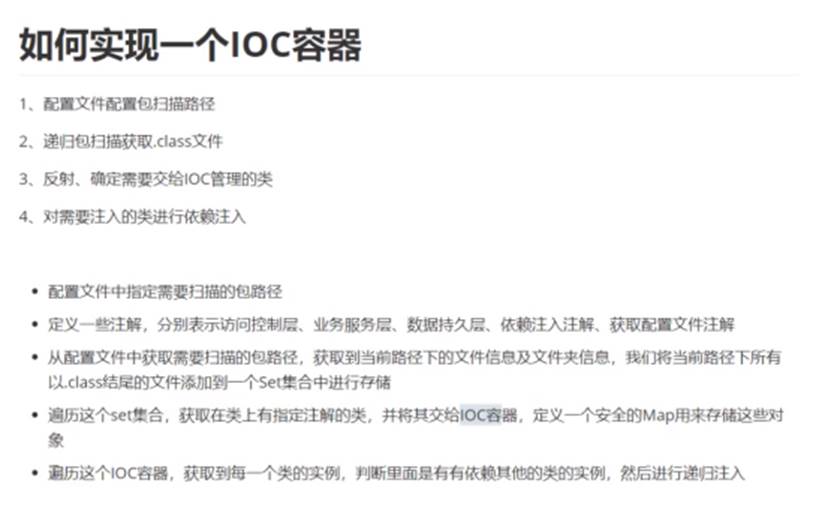 如何实现一个IOC容器
1、配置文件配置包扫描路径
2、递归包扫描获取.class文件
3、反射、确定需要交给IOC管理的类
4、对需要注入的类进行依赖注入
• 配置文件中指定需要扫描的包路径
• 定义一些注解，分别表示访问控制层、业务服务层、数据持久层、依赖注入注解、获取配置文件注解
• 从配置文件中获取需要扫描的包路径，获取到当前路径下的文件信息及文件夹信息，我们将当前路径下所有
以.class结尾的文件添加到一个Set集合中进行存储
• 遍历这个set集合，获取在类上有指定注解的类，并将其交给IOC容器，定义一个安全的Map用来存储这些对
象
• 遍历这个IOC容器，获取到每一个类的实例，判断里面是有有依赖其他的类的实例，然后进行递归注入